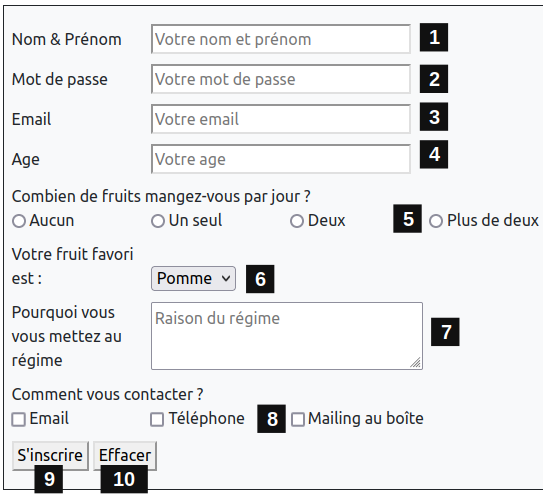 Nom & Prénom Votre nom et prénom 1
Mot de passe Votre mot de passe 2
Email Votre email 3
Age Votre age 4
Combien de fruits mangez-vous par jour ?
Aucun Un seul Deux 5 Plus de deux
Votre fruit favori
est : Pomme 6
Pourquoi vous Raison du régime
vous mettez au 7
régime
Comment vous contacter ?
Email Téléphone 8 Mailing au boîte
S'inscrire Effacer
9 10